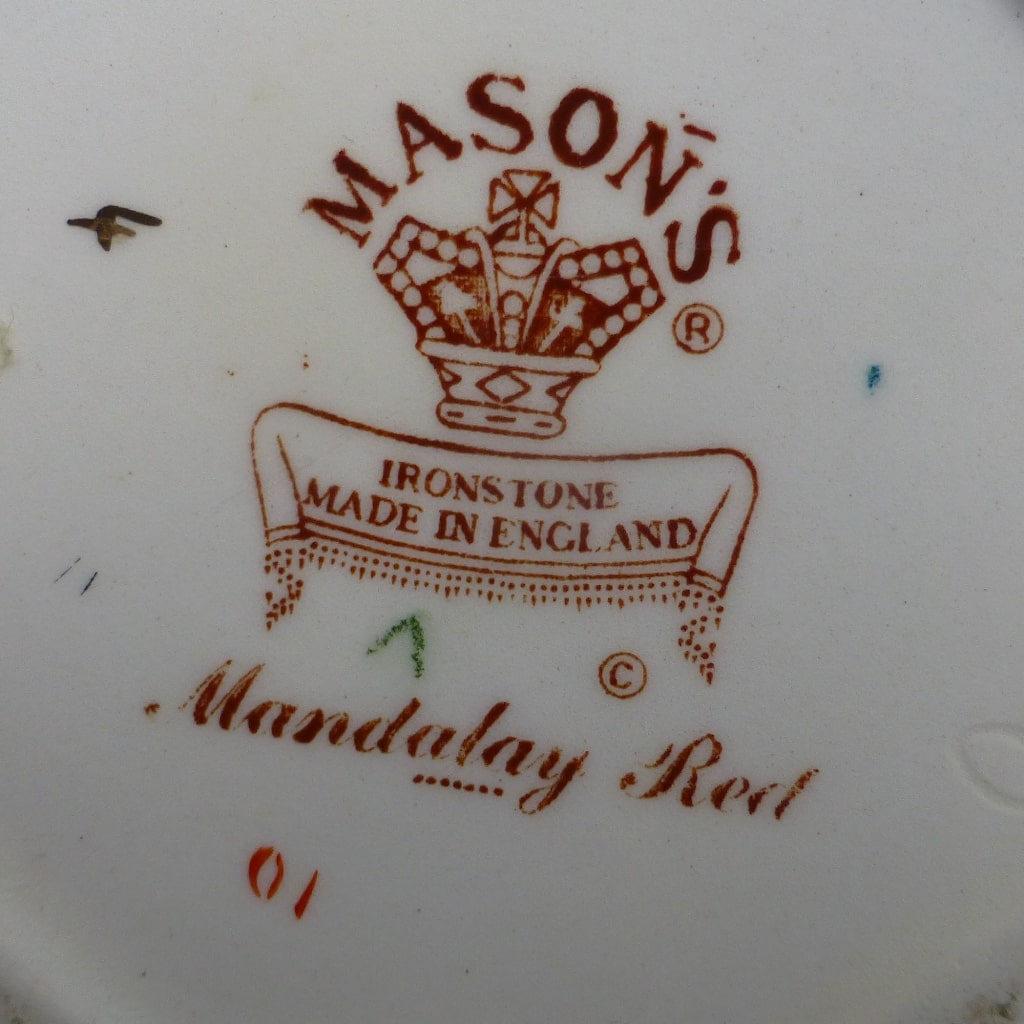 MASON'S
®
IRONSTONE
MADE IN ENGLAND
©
Mandalay Red
01